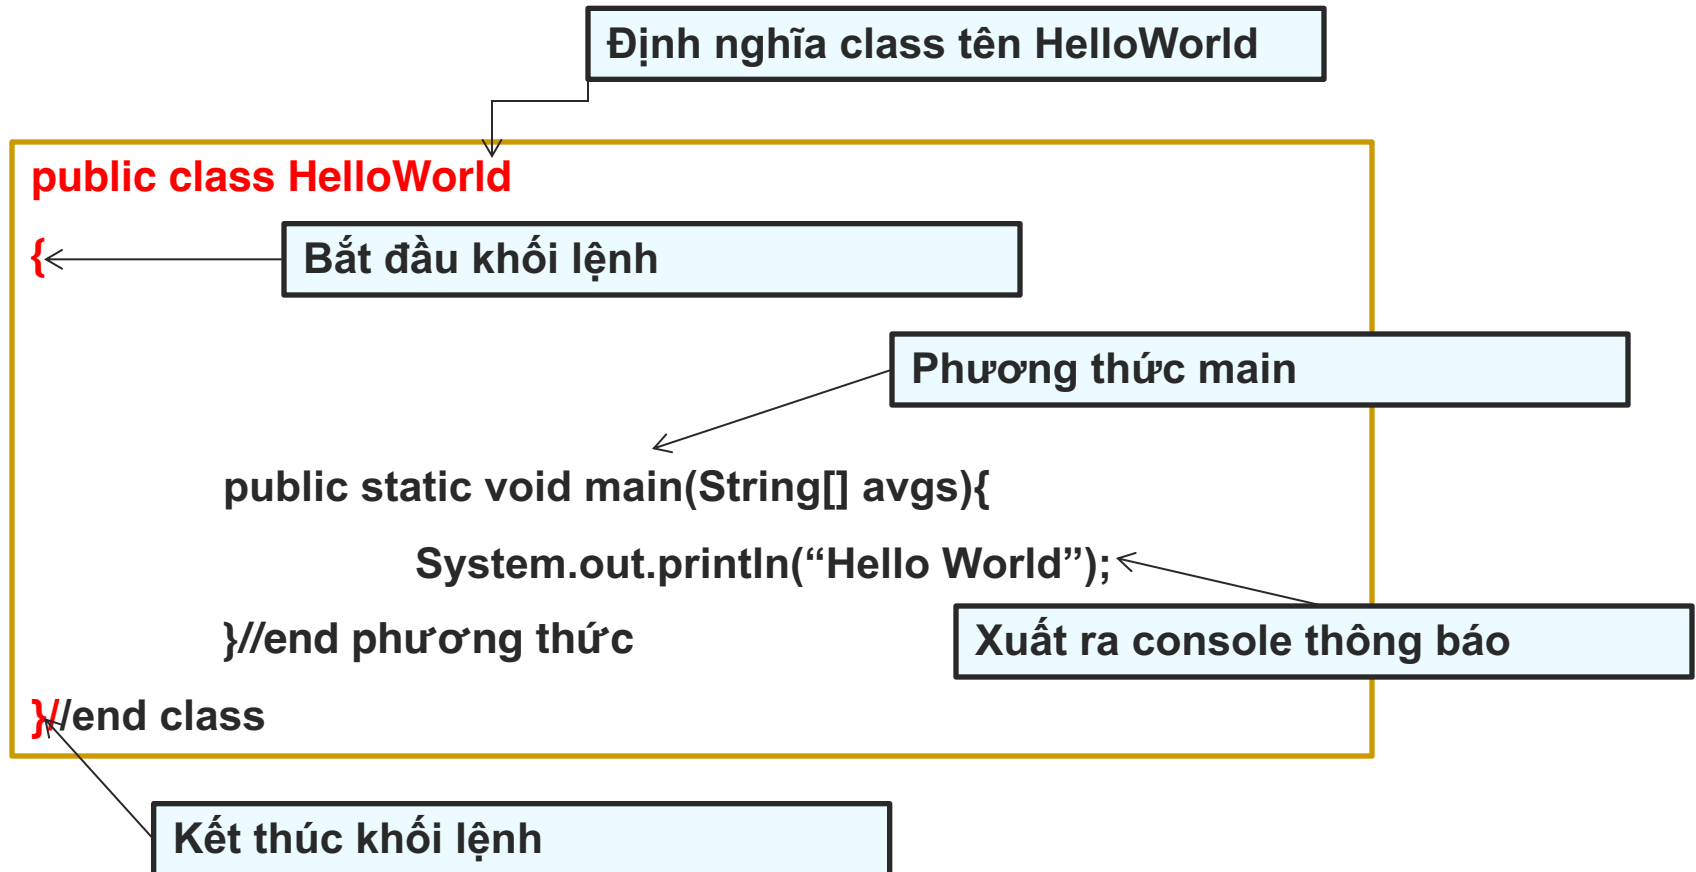 Định nghĩa class tên HelloWorld
public class HelloWorld
{
Bắt đầu khối lệnh
Phương thức main
public static void main(String[] avgs){
System.out.println(“Hello World”);
}//end phương thức
Xuất ra console thông báo
}//end class
Kết thúc khối lệnh